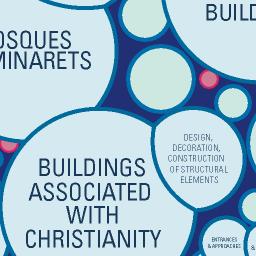 BUILD
OSQUES
MINARETS
DESIGN,
DECORATION,
CONSTRUCTION
OF STRUCTURAL
ELEMENTS
BUILDINGS
ASSOCIATED
WITH
CHRISTIANITY
ENTRANCES
& APPROACHES
&